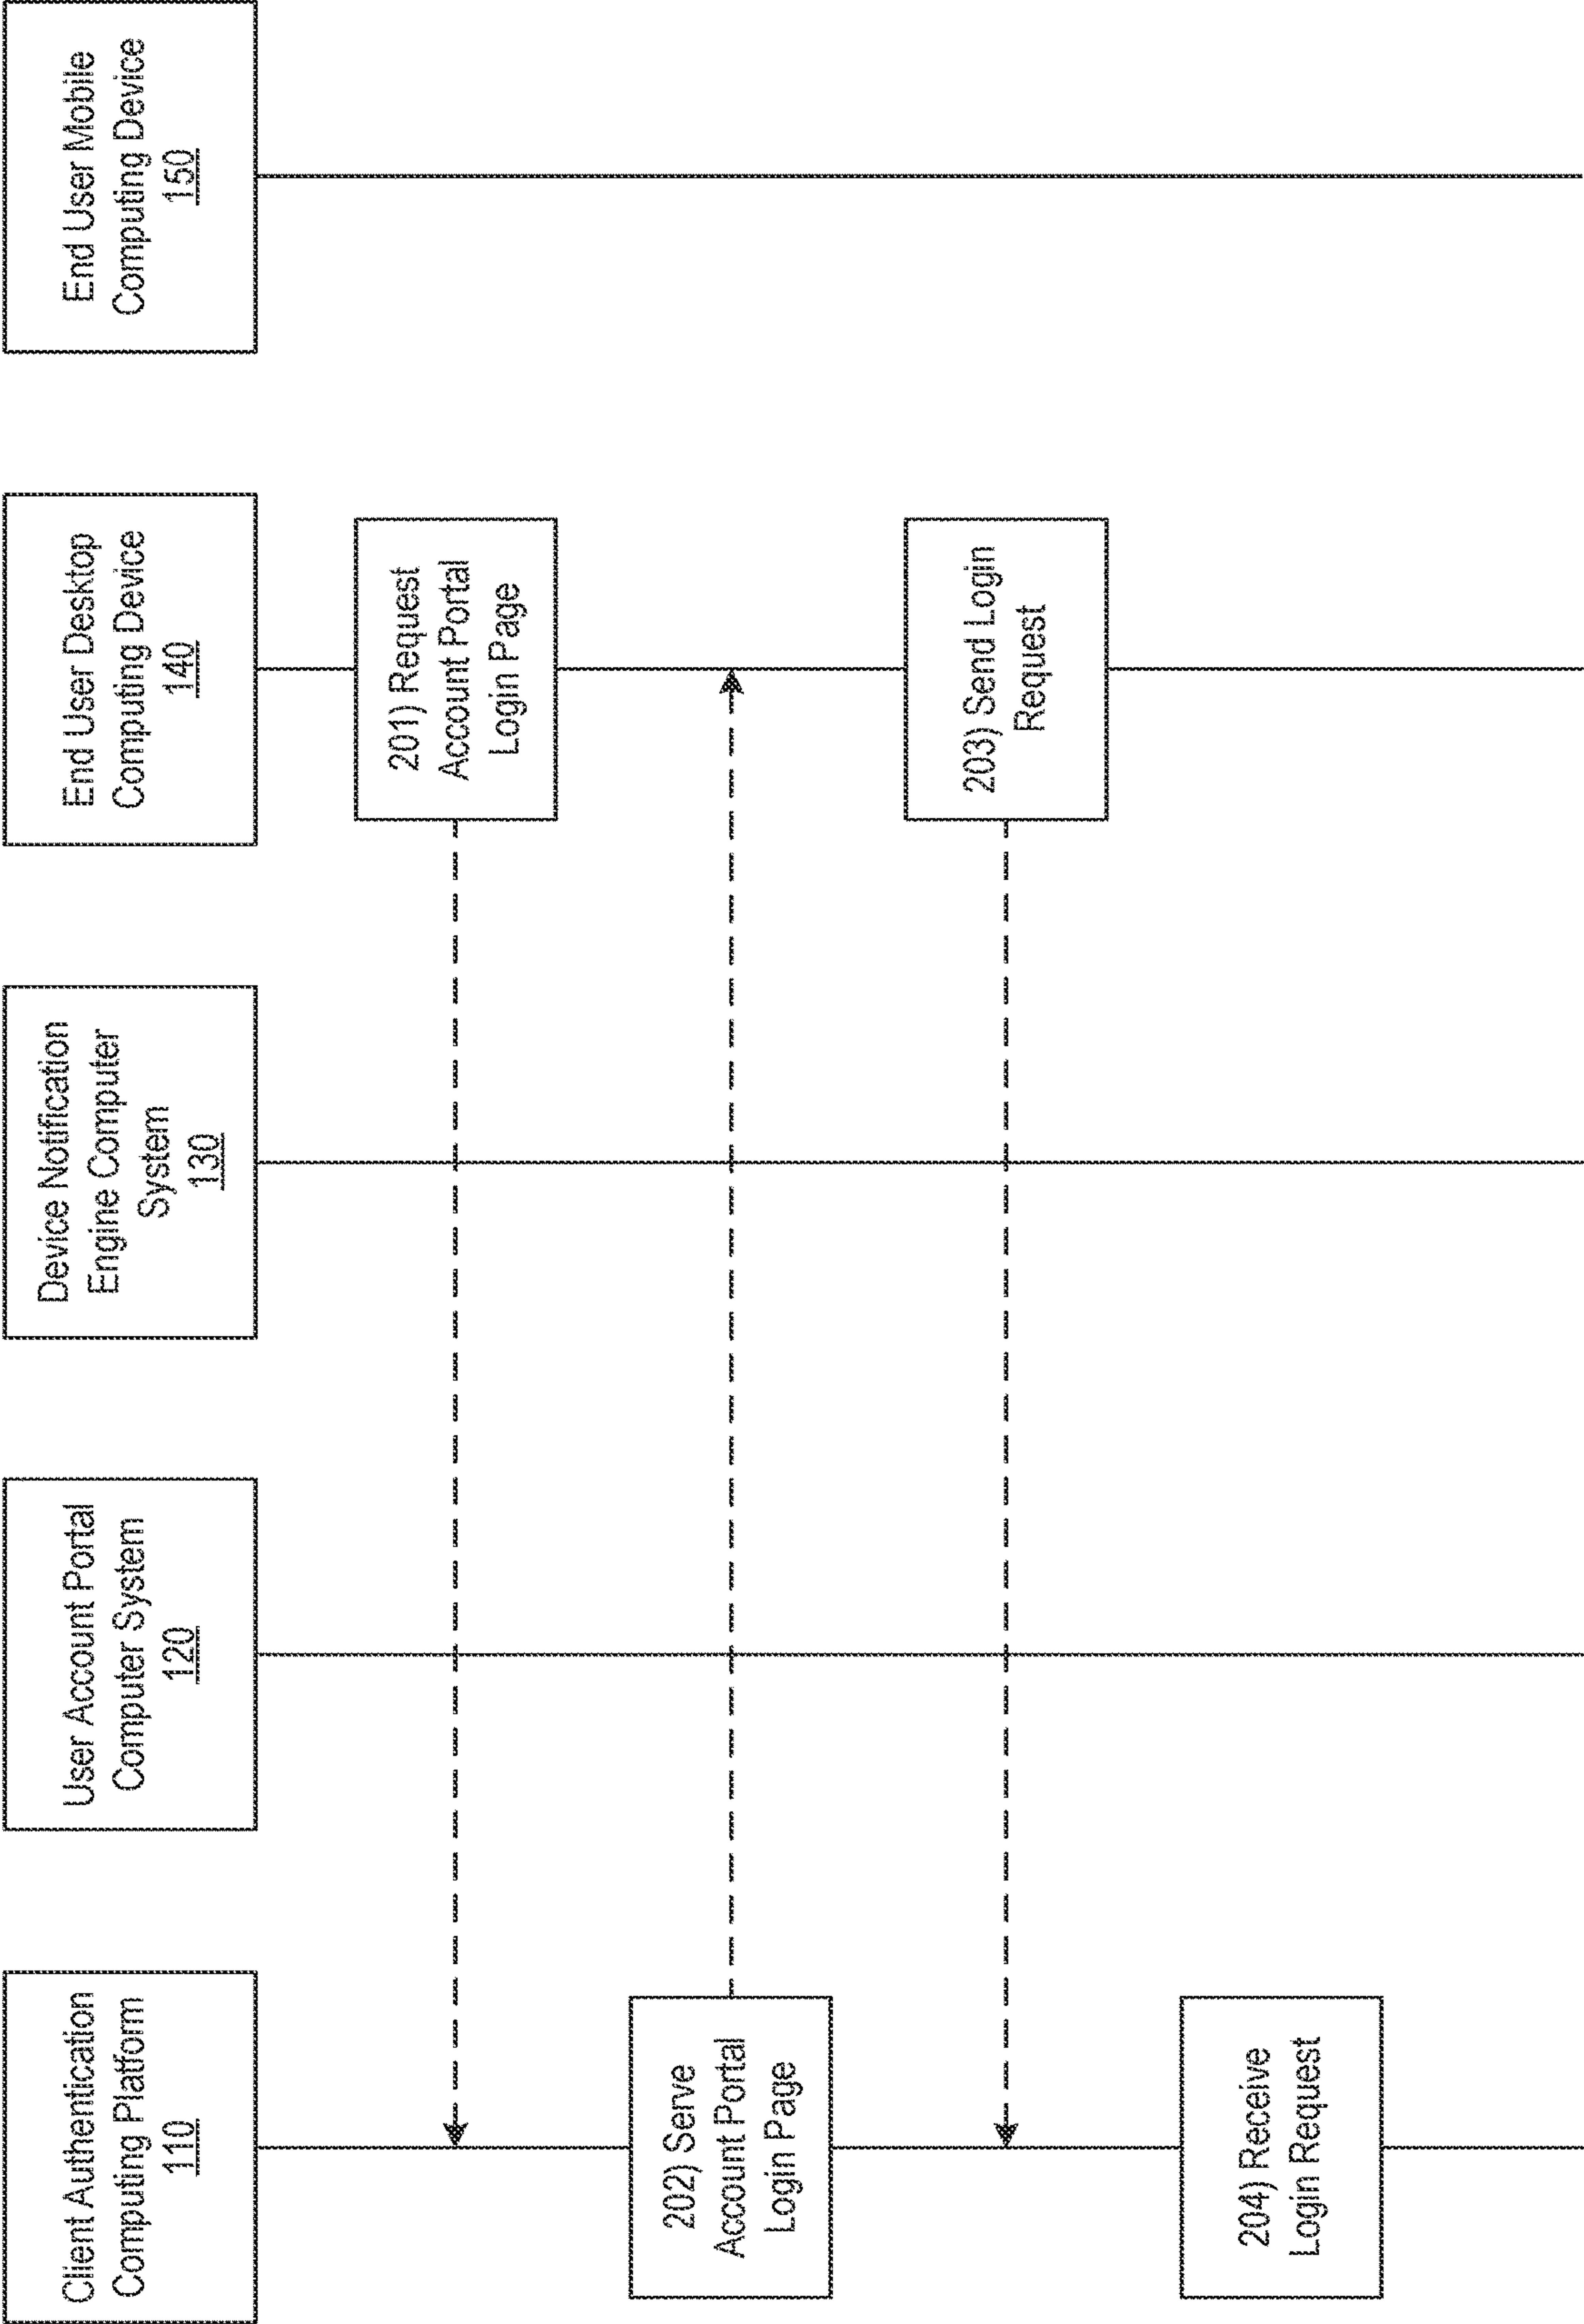 Client Authentication
Computing Platform
110
User Account Portal
Computer System
120
Device Notification
Engine Computer
System
130
End User Desktop
Computing Device
140
End User Mobile
Computing Device
150
201) Request
Account Portal
Login Page
202) Serve
Account Portal
Login Page
203) Send Login
Request
204) Receive
Login Request